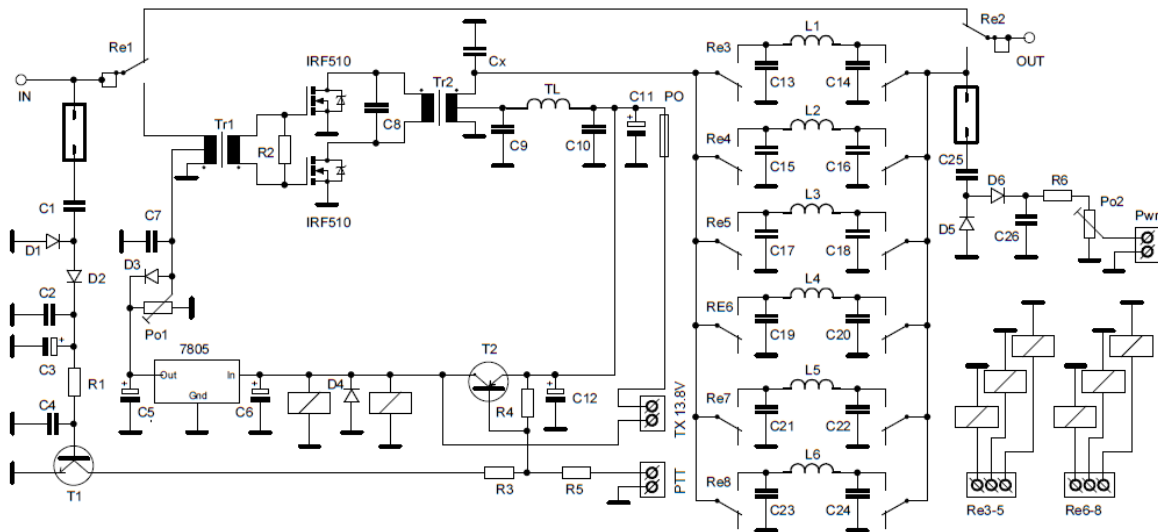 Re1
IN
IRF510
IRF510
Tr1
R2
C8
Tr2
Cx
TL
C9
C10
C11
PO
Re2
OUT
Re3
L1
C13
C14
Re4
L2
C15
C16
Re5
L3
C17
C18
RE6
L4
C19
C20
Re7
L5
C21
C22
Re8
L6
C23
C24
C25
D5
D6
C26
R6
Po2
Pwr
C1
D1
D2
C2
C3
+
R1
C4
T1
C7
D3
Po1
7805
Out
In
Gnd
+
C5
+
C6
D4
T2
R4
+
C12
+
TX 13.8V
PTT
R3
R5
Re3-5
Re6-8